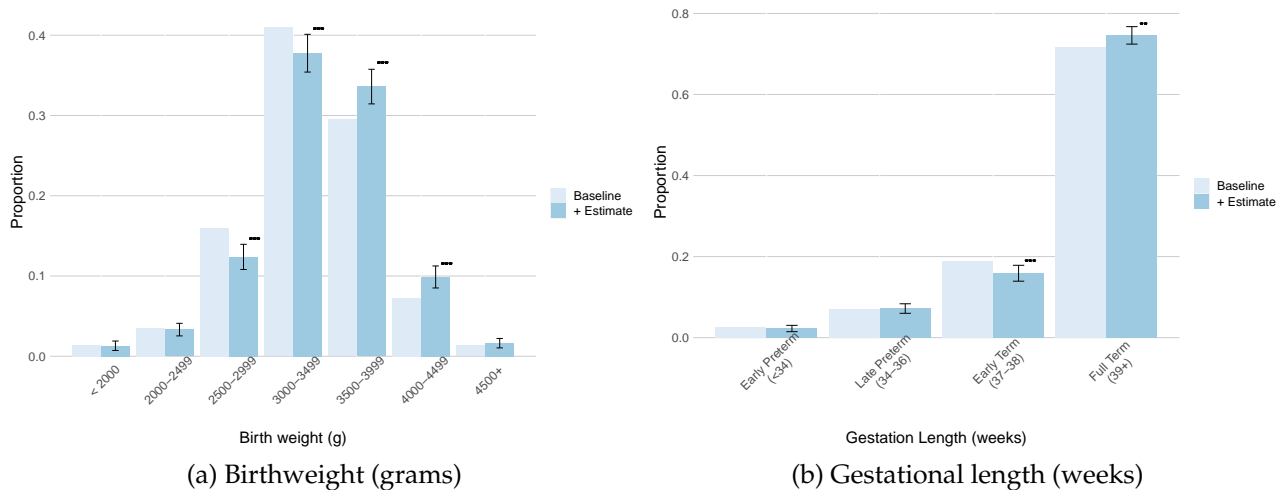 0.4
0.3
0.2
0.1
0.0
Proportion
***
***
***
***
< 2000
2000–2499
2500–2999
3000–3499
3500–3999
4000–4499
4500+
Birth weight (g)
Baseline
+ Estimate
(a) Birthweight (grams)
0.8
0.6
0.4
0.2
0.0
Proportion
***
**
Early Preterm
(<34)
Late Preterm
(34–36)
Early Term
(37–38)
Full Term
(39+)
Gestation Length (weeks)
Baseline
+ Estimate
(b) Gestational length (weeks)